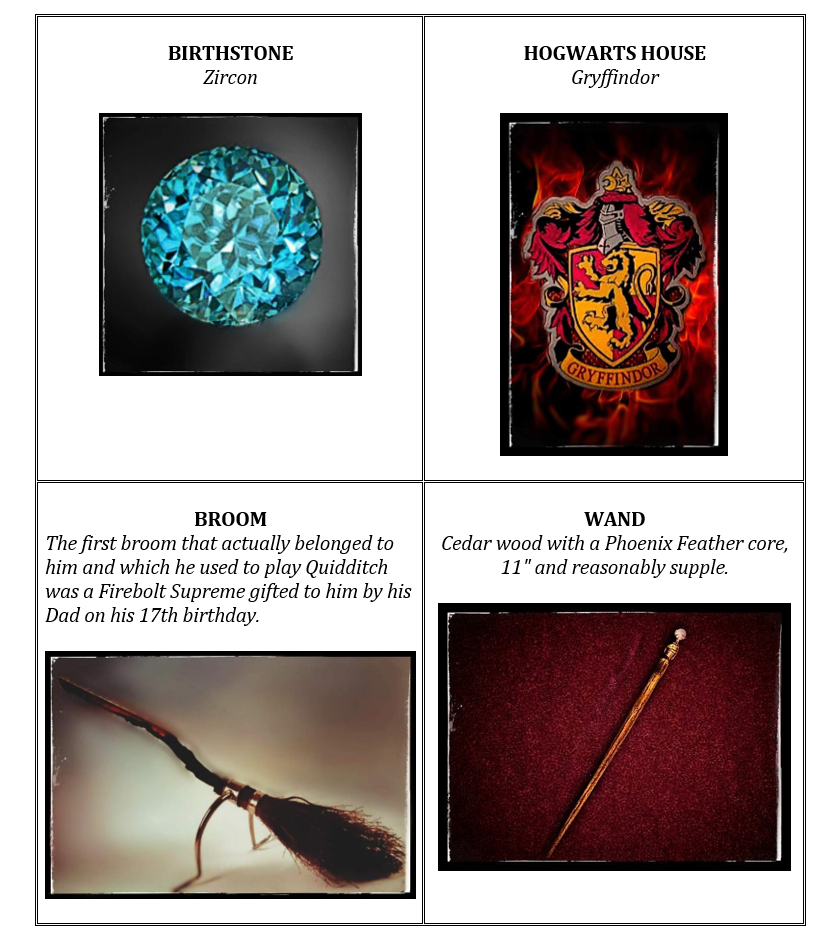 BIRTHSTONE
Zircon
HOGWARTS HOUSE
Gryffindor
GRYFFINDOR
BROOM
The first broom that actually belonged to
him and which he used to play Quidditch
was a Firebolt Supreme gifted to him by his
Dad on his 17th birthday.
WAND
Cedar wood with a Phoenix Feather core,
11" and reasonably supple.